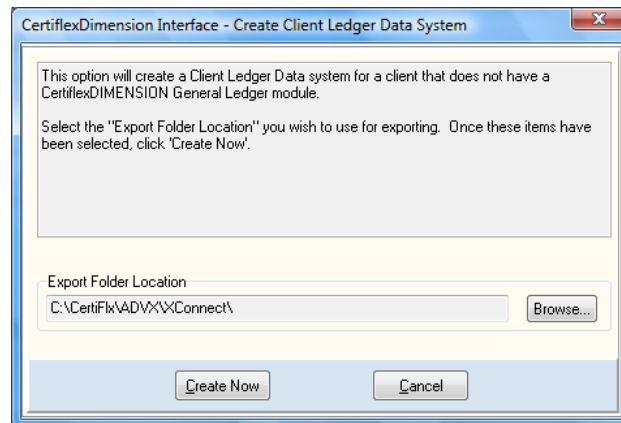 CertiflexDimension Interface - Create Client Ledger Data System
This option will create a Client Ledger Data system for a client that does not have a
CertiflexDIMENSION General Ledger module.
Select the "Export Folder Location" you wish to use for exporting.  Once these items have
been selected, click 'Create Now'.
Export Folder Location
C:\CertiFlx\ADVX\XConnect\
Browse...
Create Now
Cancel